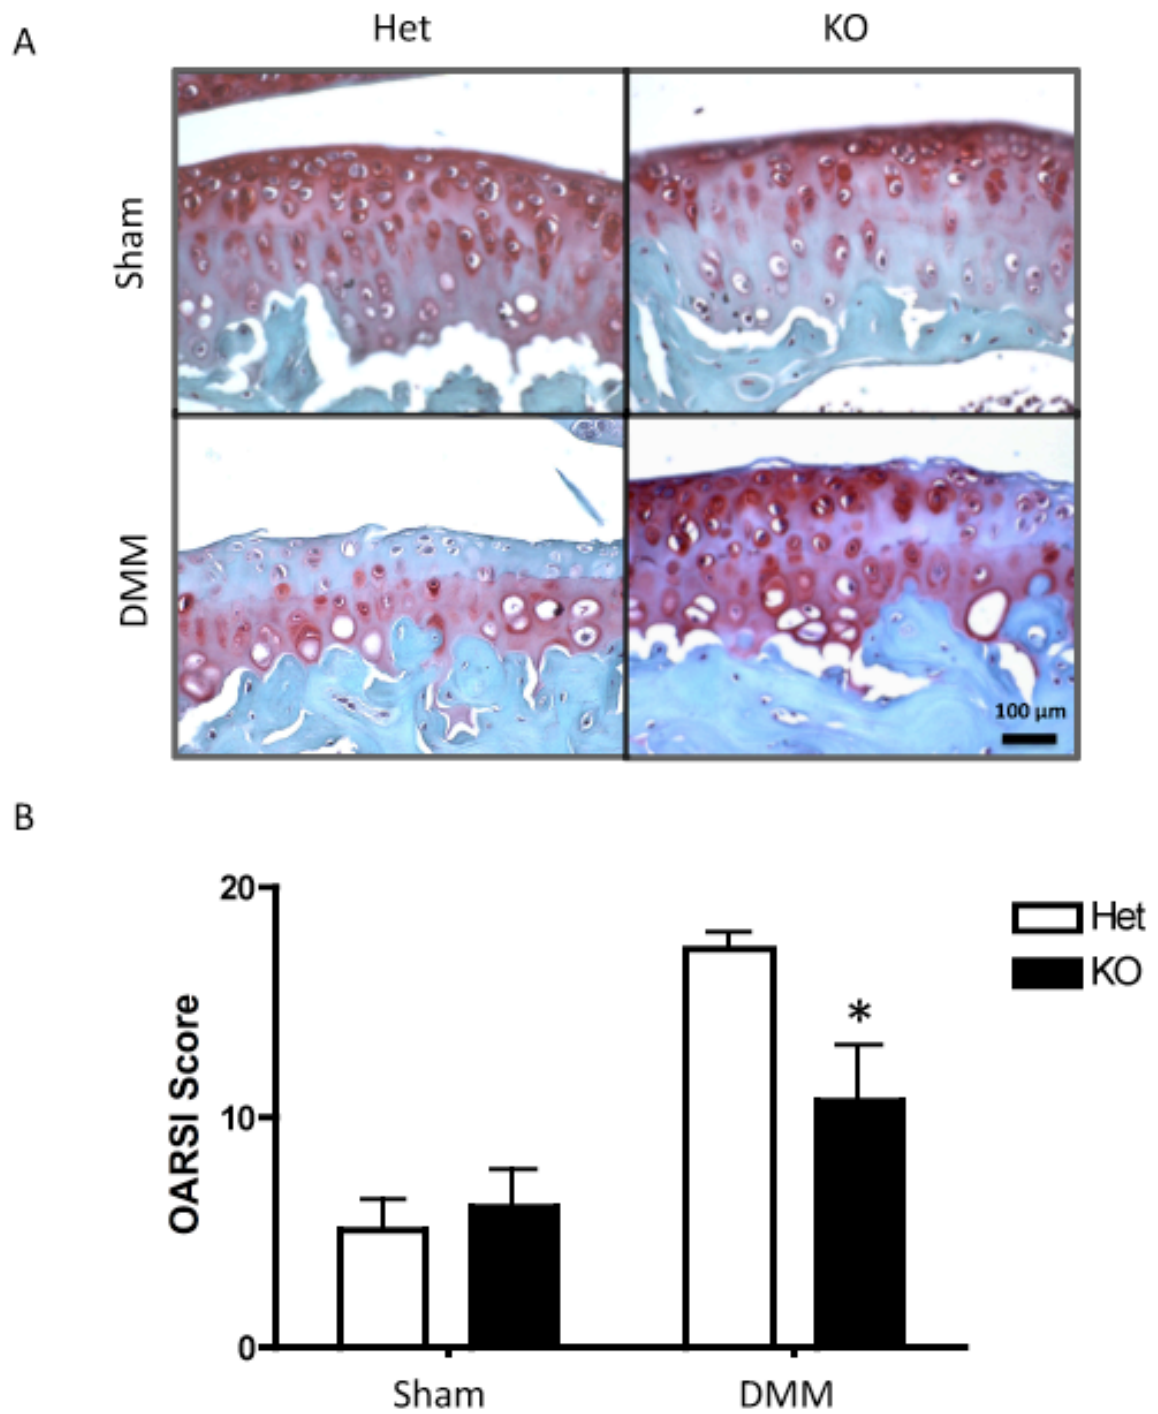 A
Het KO
Sham
DMM
100 µm
B
OARSI Score
20
10
0
Het
KO
*
Sham DMM